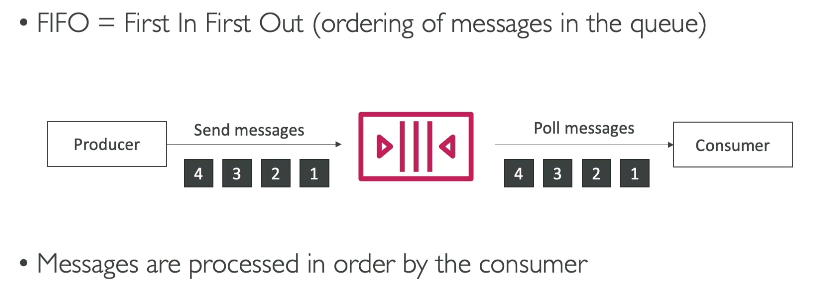 • FIFO = First In First Out (ordering of messages in the queue)
Producer
Send messages
4 3 2 1
Poll messages
4 3 2 1
Consumer
• Messages are processed in order by the consumer